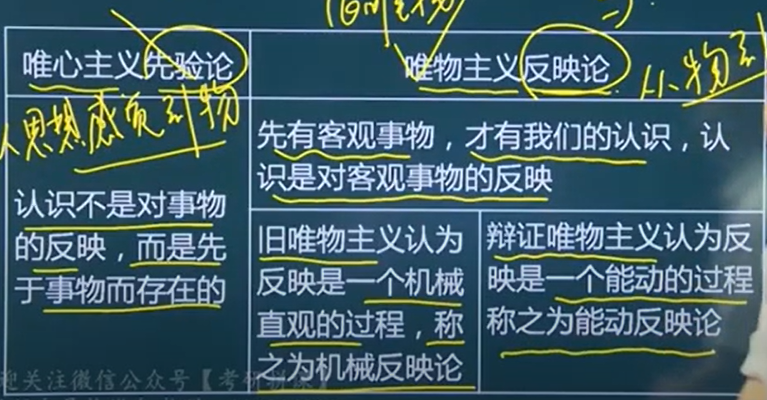 唯心主义先验论
唯物主义反映论
从思想感觉到物
从物到
先有客观事物，才有我们的认识，认
识是对客观事物的反映
认识不是对事物
的反映，而是先
于事物而存在的
旧唯物主义认为
反映是一个机械
直观的过程，称
之为机械反映论
辩证唯物主义认为反
映是一个能动的过程
称之为能动反映论
迎关注微信公众号【考研